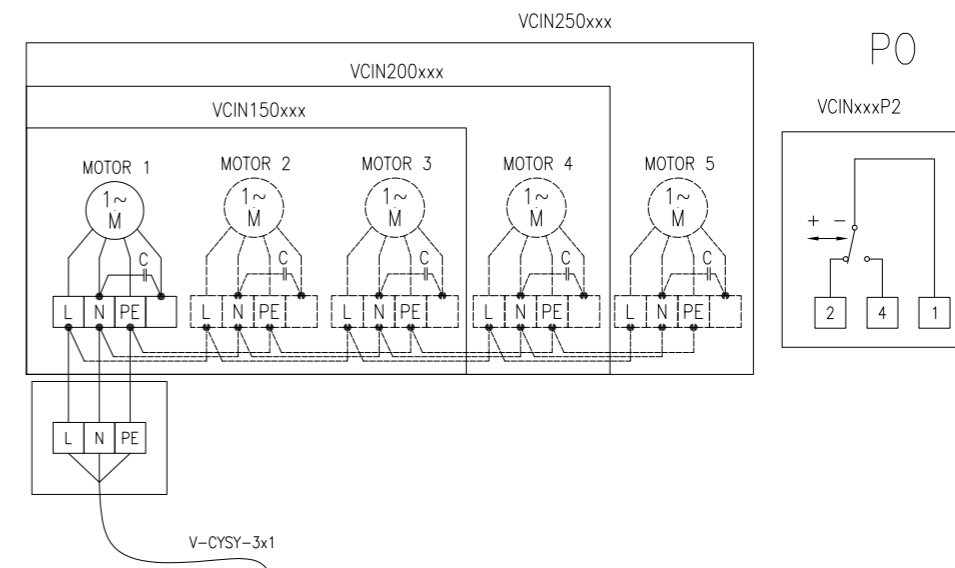 VCIN250xxx
VCIN200xxx
VCIN150xxx
MOTOR 1
MOTOR 2
MOTOR 3
MOTOR 4
MOTOR 5
1~
M
1~
M
1~
M
1~
M
1~
M
C
C
C
C
C
L N PE
L N PE
L N PE
L N PE
L N PE
L N PE
V-CYSY-3x1
PO
VCINxxxP2
+ -
2 4 1